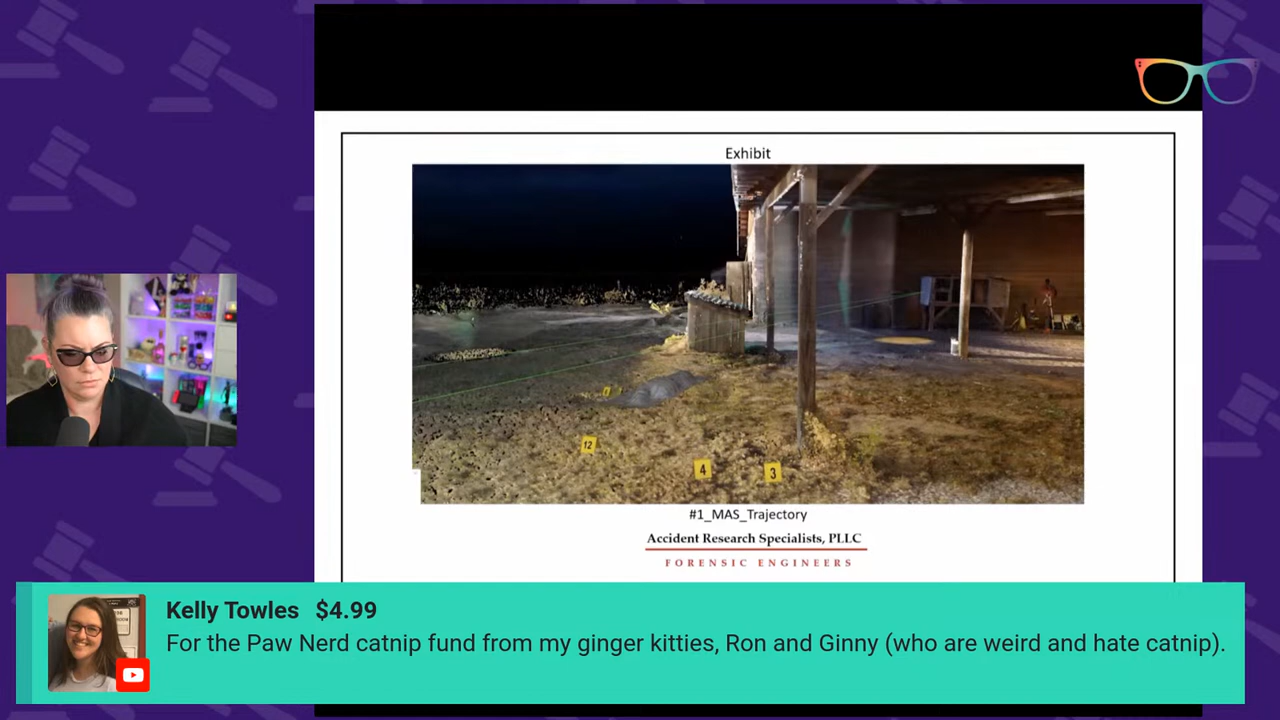 Exhibit
12
4
3
#1_MAS_Trajectory
Accident Research Specialists, PLLC
FORENSIC ENGINEERS
Kelly Towles $4.99
For the Paw Nerd catnip fund from my ginger kitties, Ron and Ginny (who are weird and hate catnip).